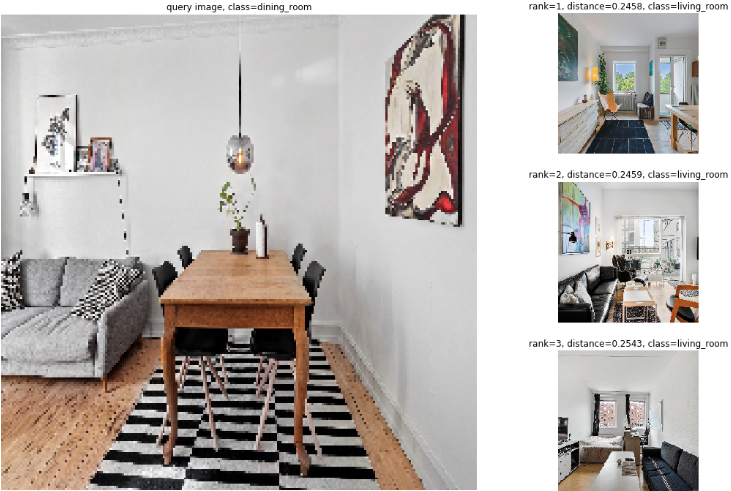 query image, class=dining_room
rank=1, distance=0.2458, class=living_room
rank=2, distance=0.2459, class=living_room
rank=3, distance=0.2543, class=living_room